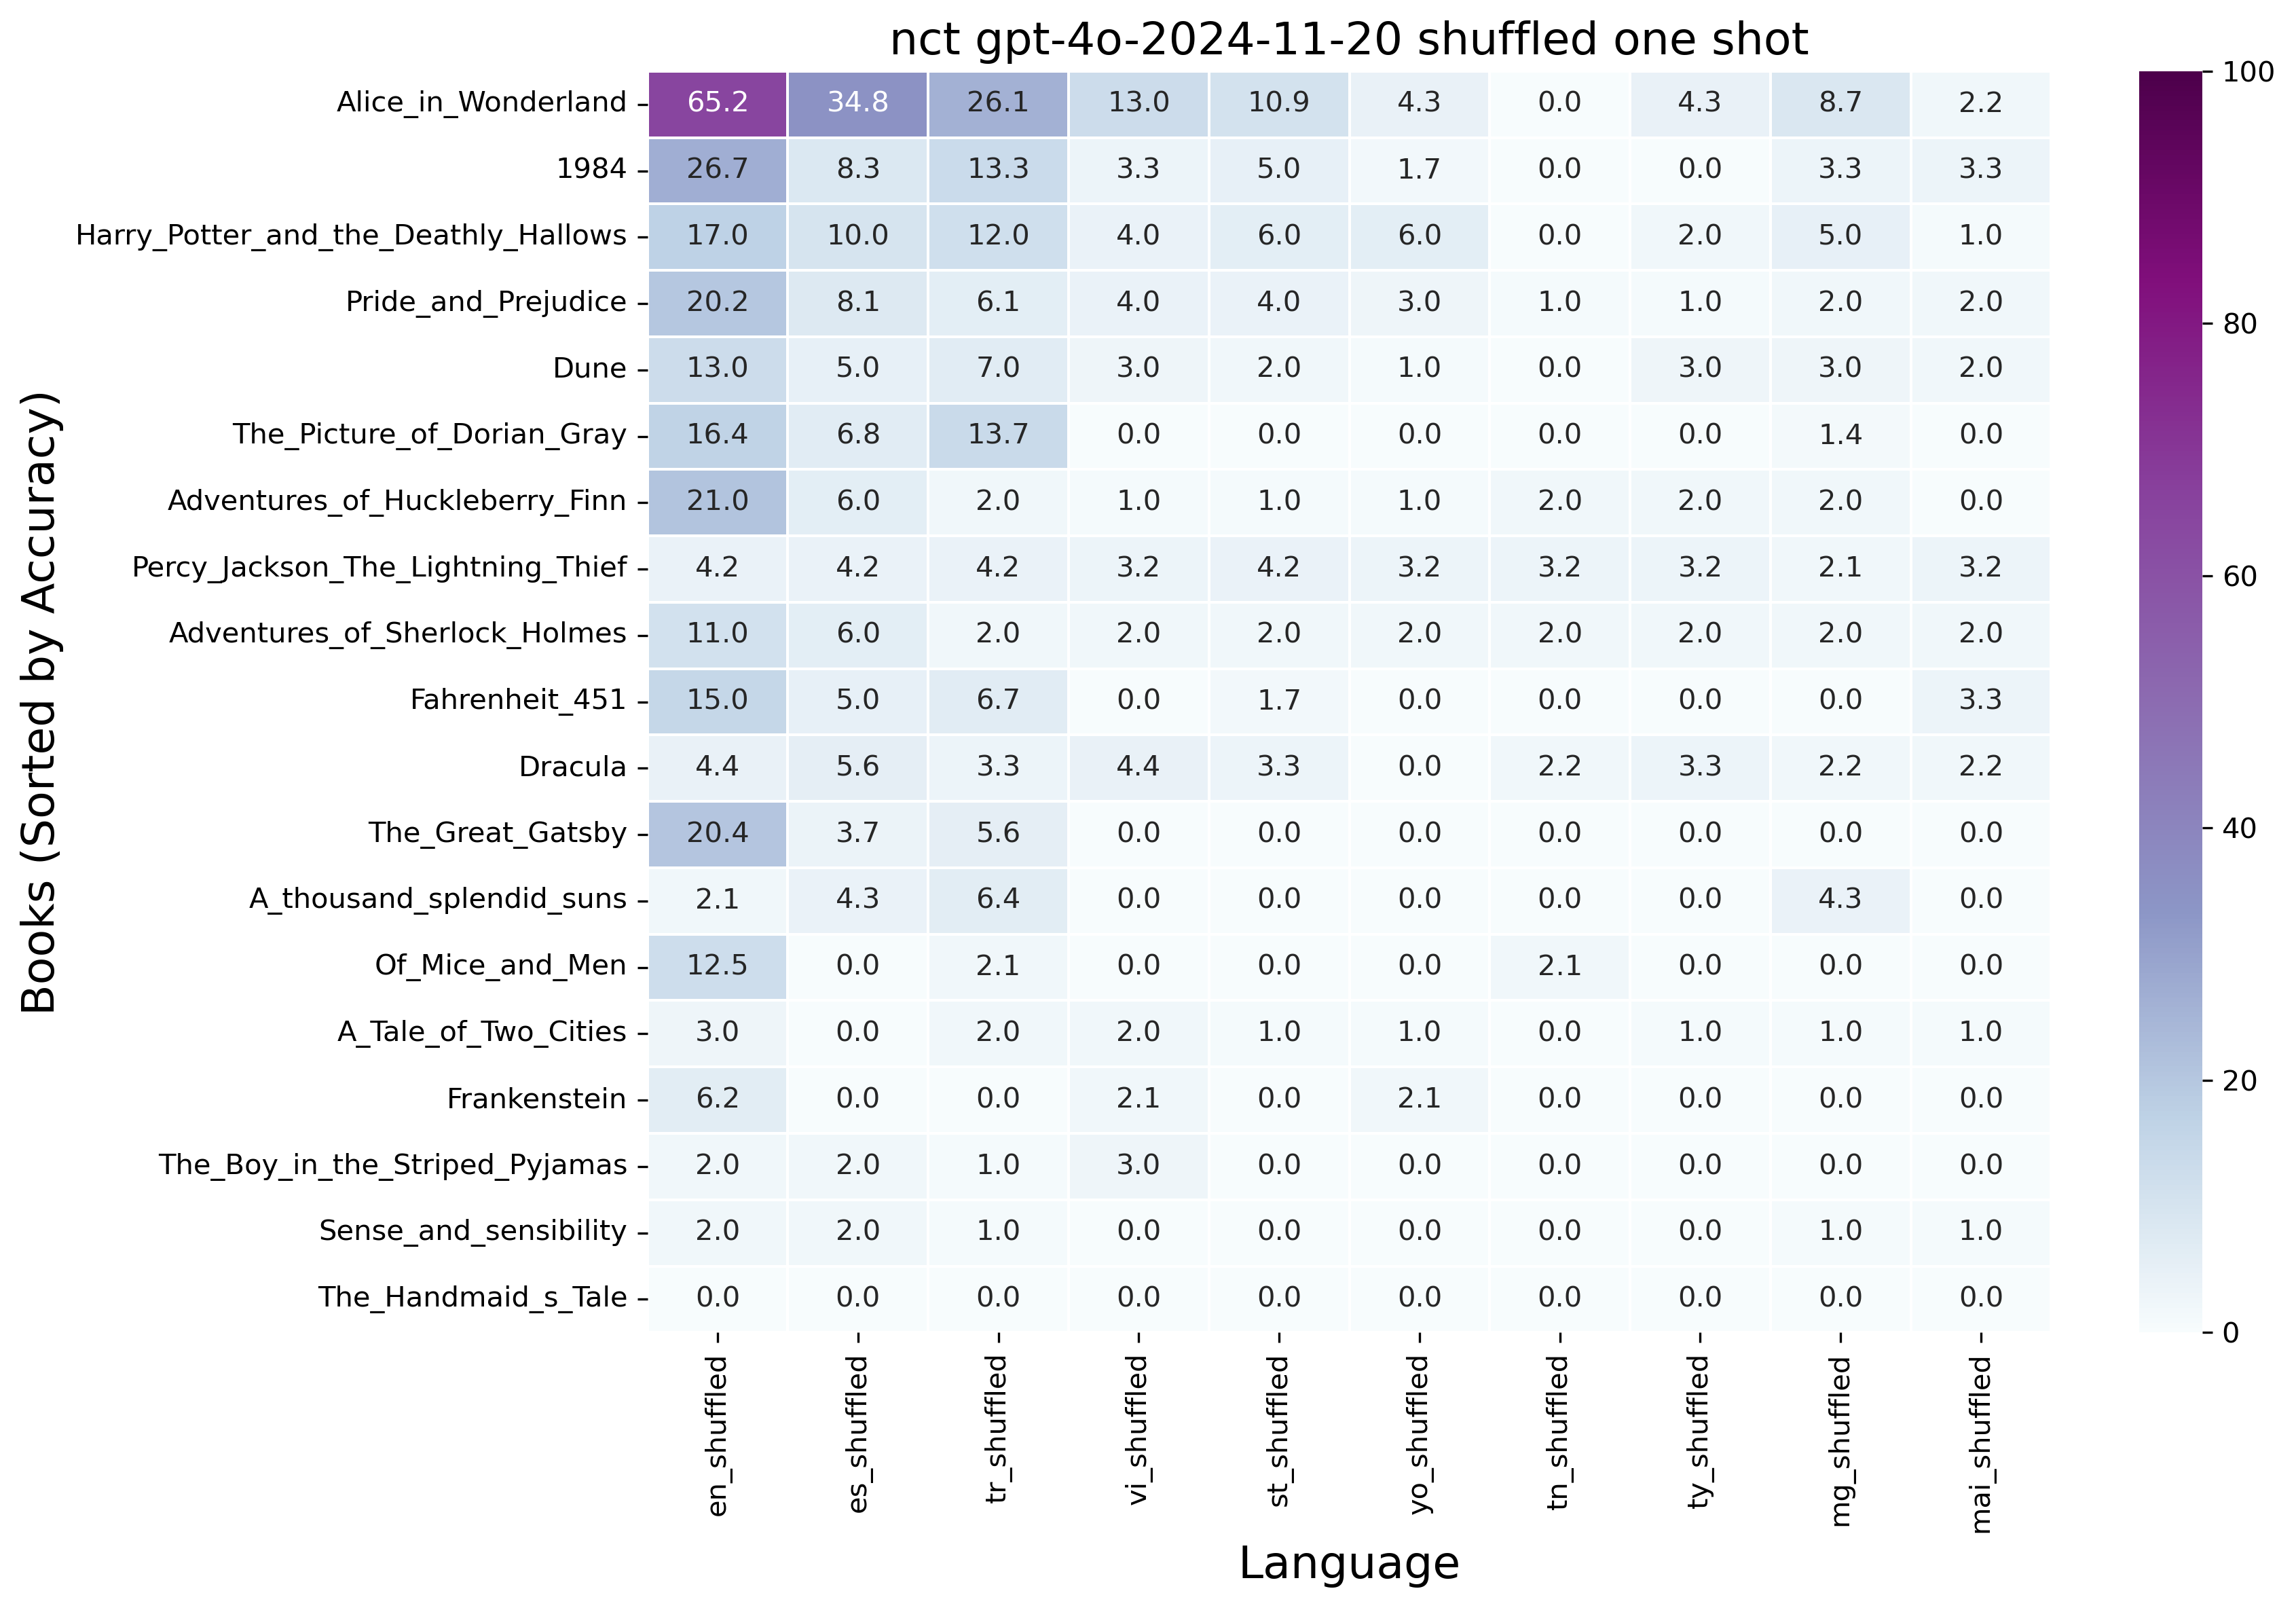 nct gpt-4o-2024-11-20 shuffled one shot
Books (Sorted by Accuracy)
Alice_in_Wonderland 65.2 34.8 26.1 13.0 10.9 4.3 0.0 4.3 8.7 2.2
1984 26.7 8.3 13.3 3.3 5.0 1.7 0.0 0.0 3.3 3.3
Harry_Potter_and_the_Deathly_Hallows 17.0 10.0 12.0 4.0 6.0 6.0 0.0 2.0 5.0 1.0
Pride_and_Prejudice 20.2 8.1 6.1 4.0 4.0 3.0 1.0 1.0 2.0 2.0
Dune 13.0 5.0 7.0 3.0 2.0 1.0 0.0 3.0 3.0 2.0
The_Picture_of_Dorian_Gray 16.4 6.8 13.7 0.0 0.0 0.0 0.0 0.0 1.4 0.0
Adventures_of_Huckleberry_Finn 21.0 6.0 2.0 1.0 1.0 1.0 2.0 2.0 2.0 0.0
Percy_Jackson_The_Lightning_Thief 4.2 4.2 4.2 3.2 4.2 3.2 3.2 3.2 2.1 3.2
Adventures_of_Sherlock_Holmes 11.0 6.0 2.0 2.0 2.0 2.0 2.0 2.0 2.0 2.0
Fahrenheit_451 15.0 5.0 6.7 0.0 1.7 0.0 0.0 0.0 0.0 3.3
Dracula 4.4 5.6 3.3 4.4 3.3 0.0 2.2 3.3 2.2 2.2
The_Great_Gatsby 20.4 3.7 5.6 0.0 0.0 0.0 0.0 0.0 0.0 0.0
A_thousand_splendid_suns 2.1 4.3 6.4 0.0 0.0 0.0 0.0 0.0 4.3 0.0
Of_Mice_and_Men 12.5 0.0 2.1 0.0 0.0 0.0 2.1 0.0 0.0 0.0
A_Tale_of_Two_Cities 3.0 0.0 2.0 2.0 1.0 1.0 0.0 1.0 1.0 1.0
Frankenstein 6.2 0.0 0.0 2.1 0.0 2.1 0.0 0.0 0.0 0.0
The_Boy_in_the_Striped_Pyjamas 2.0 2.0 1.0 3.0 0.0 0.0 0.0 0.0 0.0 0.0
Sense_and_sensibility 2.0 2.0 1.0 0.0 0.0 0.0 0.0 0.0 1.0 1.0
The_Handmaid_s_Tale 0.0 0.0 0.0 0.0 0.0 0.0 0.0 0.0 0.0 0.0
en_shuffled es_shuffled tr_shuffled vi_shuffled st_shuffled yo_shuffled tn_shuffled ty_shuffled mg_shuffled mai_shuffled
Language
100
80
60
40
20
0